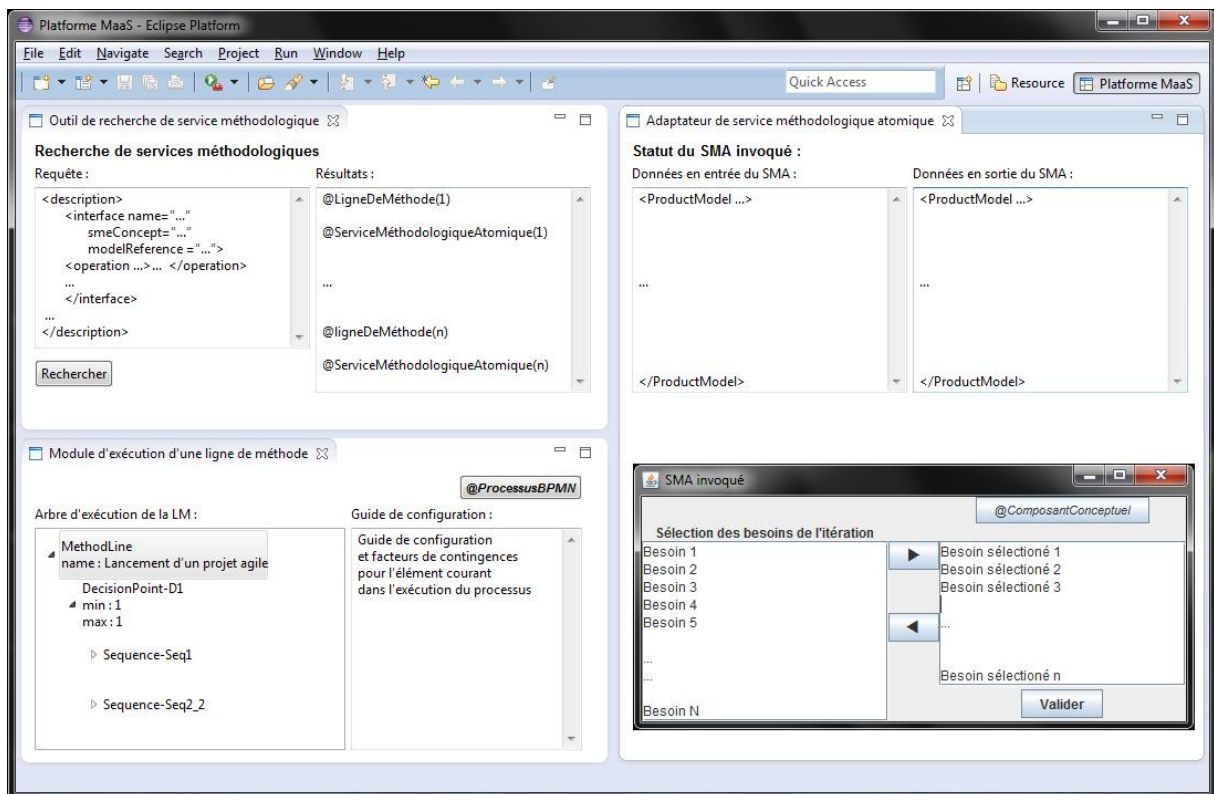 Platforme MaaS - Eclipse Platform
File Edit Navigate Search Project Run Window Help
Quick Access
Resource
Platforme MaaS
Outil de recherche de service méthodologique
Recherche de services méthodologiques
Requête :
<description>
<interface name="..."
smeConcept="..."
modelReference ="...">
<operation ...>... </operation>
...
</interface>
...
</description>
Rechercher
Résultats :
@LigneDeMéthode(1)
@ServiceMéthodologiqueAtomique(1)
...
@ligneDeMéthode(n)
@ServiceMéthodologiqueAtomique(n)
Adaptateur de service méthodologique atomique
Statut du SMA invoqué :
Données en entrée du SMA :
<ProductModel ...>
...
</ProductModel>
Données en sortie du SMA :
<ProductModel ...>
...
</ProductModel>
Module d'exécution d'une ligne de méthode
@ProcessusBPMN
Arbre d'exécution de la LM :
MethodLine
name : Lancement d'un projet agile
DecisionPoint-D1
min : 1
max : 1
Sequence-Seq1
Sequence-Seq2_2
Guide de configuration :
Guide de configuration
et facteurs de contingences
pour l'élément courant
dans l'exécution du processus
SMA invoqué
@ComposantConceptuel
Sélection des besoins de l'itération
Besoin 1
Besoin 2
Besoin 3
Besoin 4
Besoin 5
...
...
Besoin N
Besoin sélectioné 1
Besoin sélectioné 2
Besoin sélectioné 3
...
Besoin sélectioné n
Valider